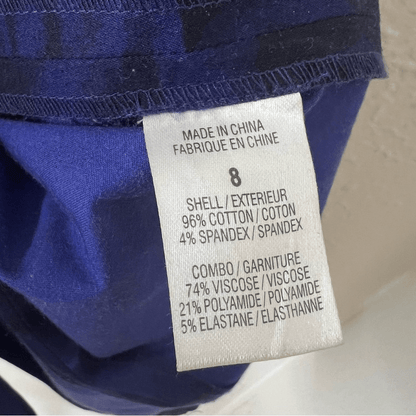 MADE IN CHINA
FABRIQUE EN CHINE
8
SHELL / EXTERIEUR
96% COTTON / COTON
4% SPANDEX / SPANDEX
COMBO / GARNITURE
74% VISCOSE / VISCOSE
21% POLYAMIDE / POLYAMIDE
5% ELASTANE / ELASTHANNE